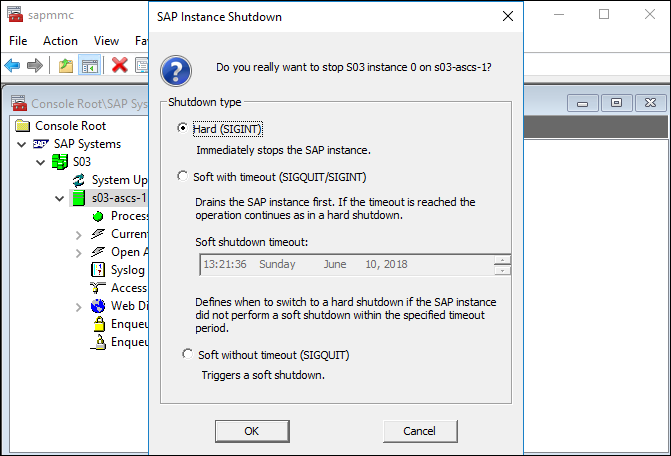 sapmmc
File Action View Fav
Console Root\SAP Sys
Console Root
SAP Systems
S03
System Up
s03-ascs-1
Process
Current
Open A
Syslog
Access
Web Di
Enqueu
Enqueu
SAP Instance Shutdown
Do you really want to stop S03 instance 0 on s03-ascs-1?
Shutdown type
Hard (SIGINT)
Immediately stops the SAP instance.
Soft with timeout (SIGQUIT/SIGINT)
Drains the SAP instance first. If the timeout is reached the
operation continues as in a hard shutdown.
Soft shutdown timeout:
13:21:36 Sunday June 10, 2018
Defines when to switch to a hard shutdown if the SAP instance
did not perform a soft shutdown within the specified timeout
period.
Soft without timeout (SIGQUIT)
Triggers a soft shutdown.
OK Cancel